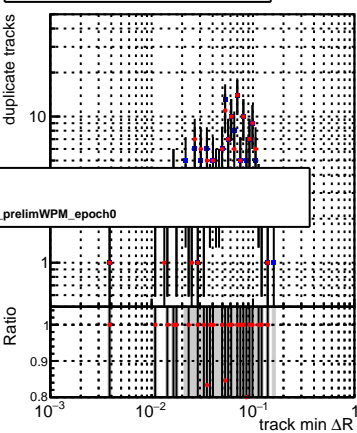 duplicate tracks
10
_prelimWPM_epoch0
1
Ratio
1
0.9
0.8
10⁻³ 10⁻² 10⁻¹ 1
track min ΔR